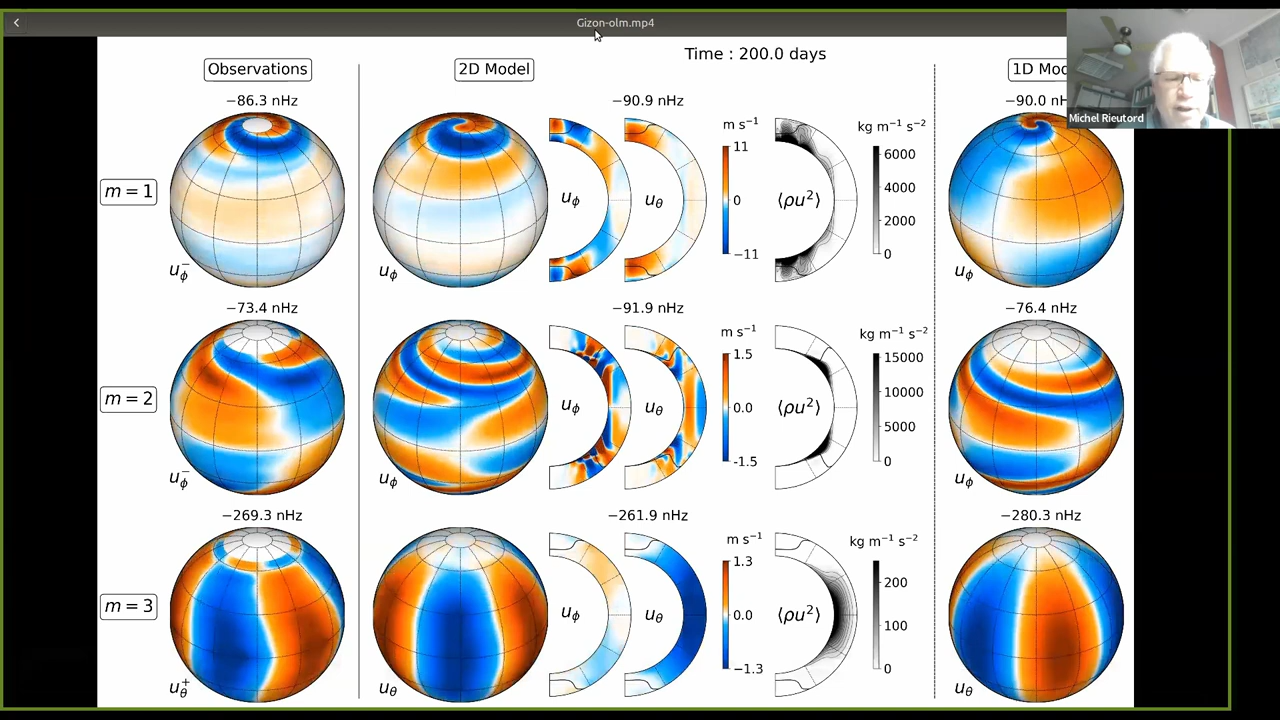 Gizon-olm.mp4
Time : 200.0 days
Observations
2D Model
1D Mod
Michel Rieutord
−86.3 nHz
−90.9 nHz
−90.0 nH
m = 1
m s⁻¹
11
0
−11
kg m⁻¹ s⁻²
6000
4000
2000
0
u_ϕ⁻
u_ϕ
u_ϕ
u_θ
⟨ρu²⟩
u_ϕ
−73.4 nHz
−91.9 nHz
−76.4 nHz
m = 2
m s⁻¹
1.5
0.0
-1.5
kg m⁻¹ s⁻²
15000
10000
5000
0
u_ϕ⁻
u_ϕ
u_ϕ
u_θ
⟨ρu²⟩
u_ϕ
−269.3 nHz
−261.9 nHz
−280.3 nHz
m = 3
m s⁻¹
1.3
0.0
−1.3
kg m⁻¹ s⁻²
200
100
0
u_θ⁺
u_θ
u_ϕ
u_θ
⟨ρu²⟩
u_θ